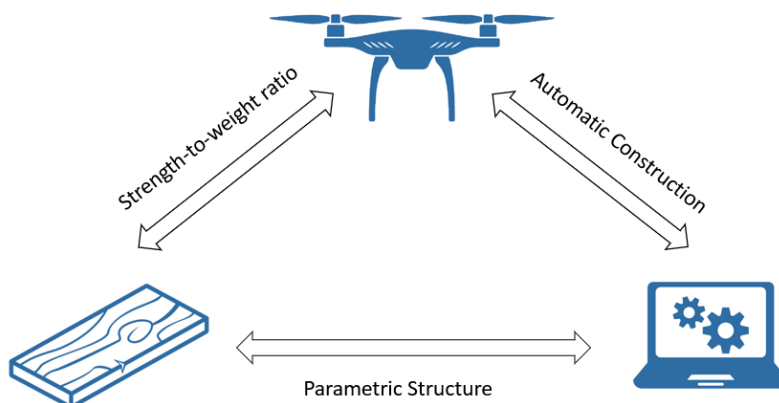 Strength-to-weight ratio
Automatic Construction
Parametric Structure